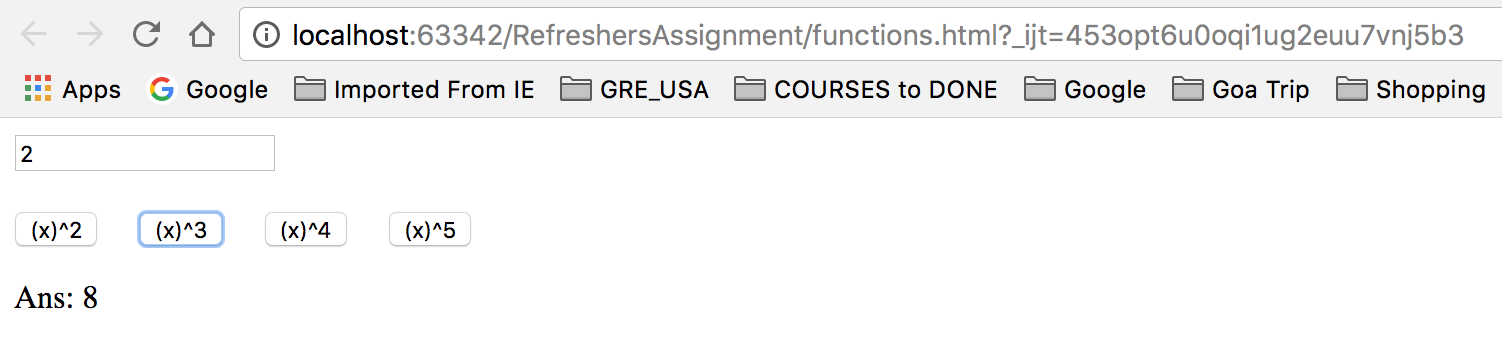 localhost:63342/RefreshersAssignment/functions.html?_ijt=453opt6u0oqi1ug2euu7vnj5b3
Apps Google Imported From IE GRE_USA COURSES to DONE Google Goa Trip Shopping
2
(x)^2 (x)^3 (x)^4 (x)^5
Ans: 8